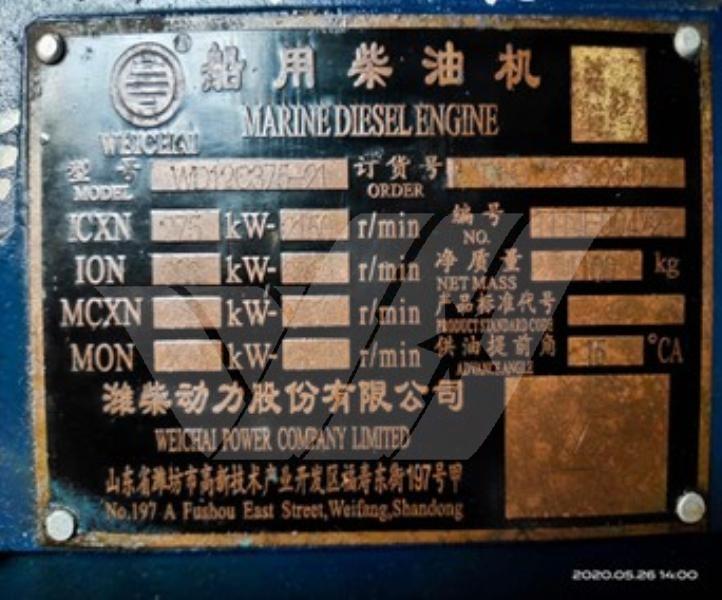 船用柴油机
WEICHAI
MARINE DIESEL ENGINE
型号 MODEL WD12C375-21 订货号 ORDER
ICXN 275 kW- r/min 编号 NO.
ION kW- r/min 净质量 NET MASS kg
MCXN kW- r/min 产品标准代号 PRODUCT STANDARD CODE
MON kW- r/min 供油提前角 ADVANCEANGLE 15 °CA
潍柴动力股份有限公司
WEICHAI POWER COMPANY LIMITED
山东省潍坊市高新技术产业开发区福寿东街197号甲
No.197 A Fushou East Street,Weifang,Shandong
2020.05.26 14:00